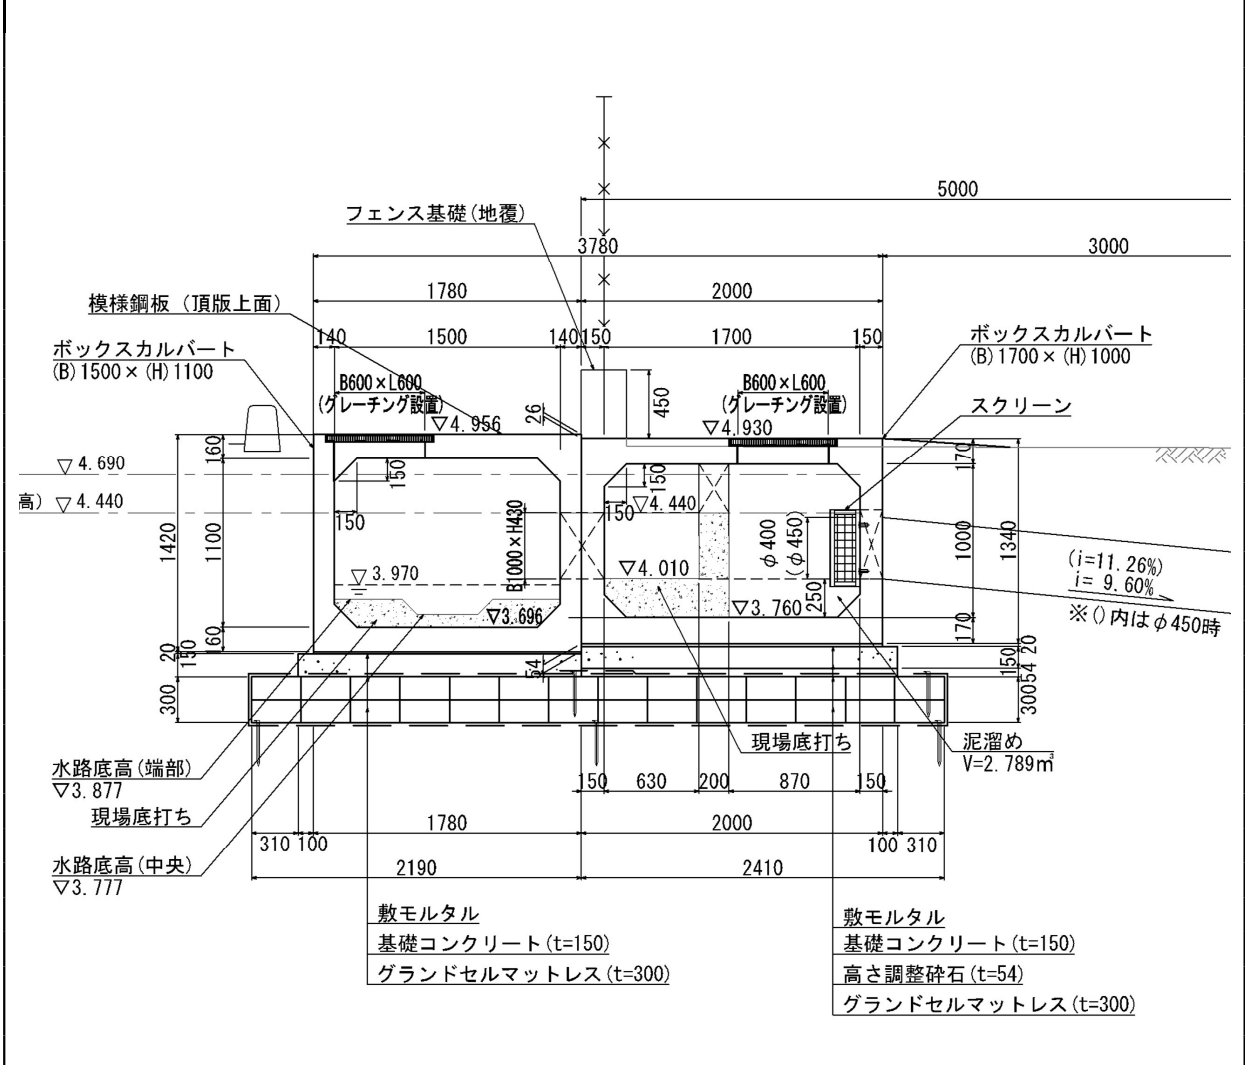 5000
フェンス基礎(地覆)
3780
3000
模様鋼板（頂版上面）
1780
2000
140
1500
140
150
1700
150
ボックスカルバート
(B)1500×(H)1100
ボックスカルバート
(B)1700×(H)1000
B600×L600
(グレーチング設置)
26
450
B600×L600
(グレーチング設置)
スクリーン
▽4.956
▽4.930
160
150
150
170
▽4.690
高) ▽4.440
150
150
▽4.440
1420
1100
B1000×H430
φ400
(φ450)
1000
1340
(i=11.26%)
i= 9.60%
※()内はφ450時
▽3.970
▽4.010
250
▽3.696
▽3.760
160
170
20
150
54
20
150
54
300
300
現場底打ち
泥溜め
V=2.789㎥
水路底高(端部)
▽3.877
150
630
200
870
150
現場底打ち
1780
2000
310
100
100
310
水路底高(中央)
▽3.777
2190
2410
敷モルタル
基礎コンクリート(t=150)
グランドセルマットレス(t=300)
敷モルタル
基礎コンクリート(t=150)
高さ調整砕石(t=54)
グランドセルマットレス(t=300)